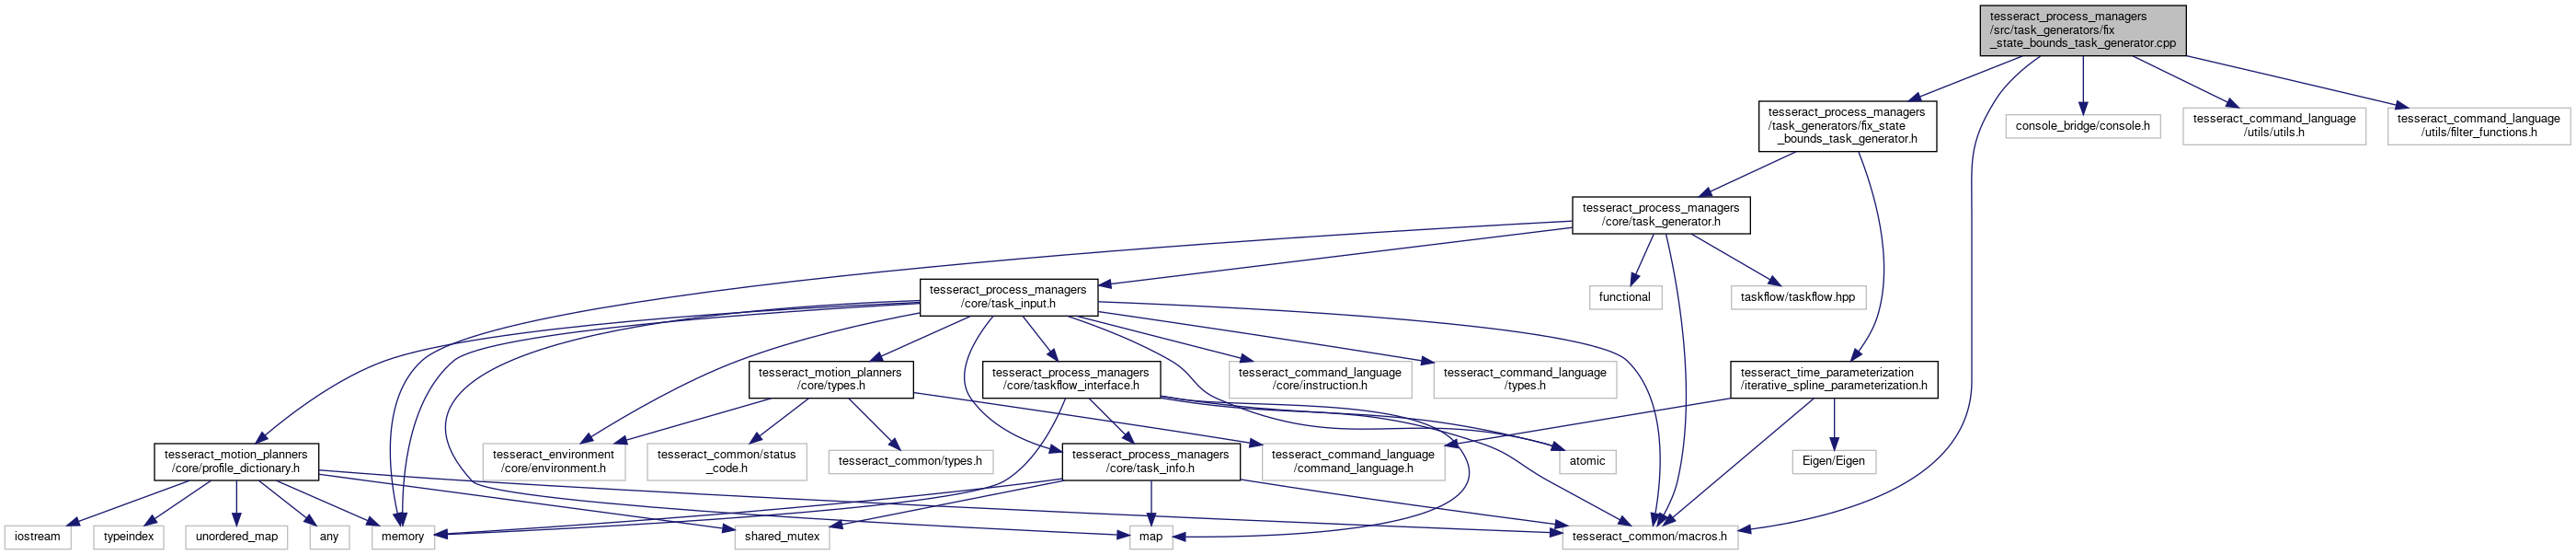 tesseract_process_managers
/src/task_generators/fix
_state_bounds_task_generator.cpp
tesseract_process_managers
/task_generators/fix_state
_bounds_task_generator.h
console_bridge/console.h
tesseract_command_language
/utils/utils.h
tesseract_command_language
/utils/filter_functions.h
tesseract_process_managers
/core/task_generator.h
tesseract_process_managers
/core/task_input.h
functional
taskflow/taskflow.hpp
tesseract_motion_planners
/core/types.h
tesseract_process_managers
/core/taskflow_interface.h
tesseract_command_language
/core/instruction.h
tesseract_command_language
/types.h
tesseract_time_parameterization
/iterative_spline_parameterization.h
tesseract_motion_planners
/core/profile_dictionary.h
tesseract_environment
/core/environment.h
tesseract_common/status
_code.h
tesseract_common/types.h
tesseract_process_managers
/core/task_info.h
tesseract_command_language
/command_language.h
atomic
Eigen/Eigen
iostream
typeindex
unordered_map
any
memory
shared_mutex
map
tesseract_common/macros.h